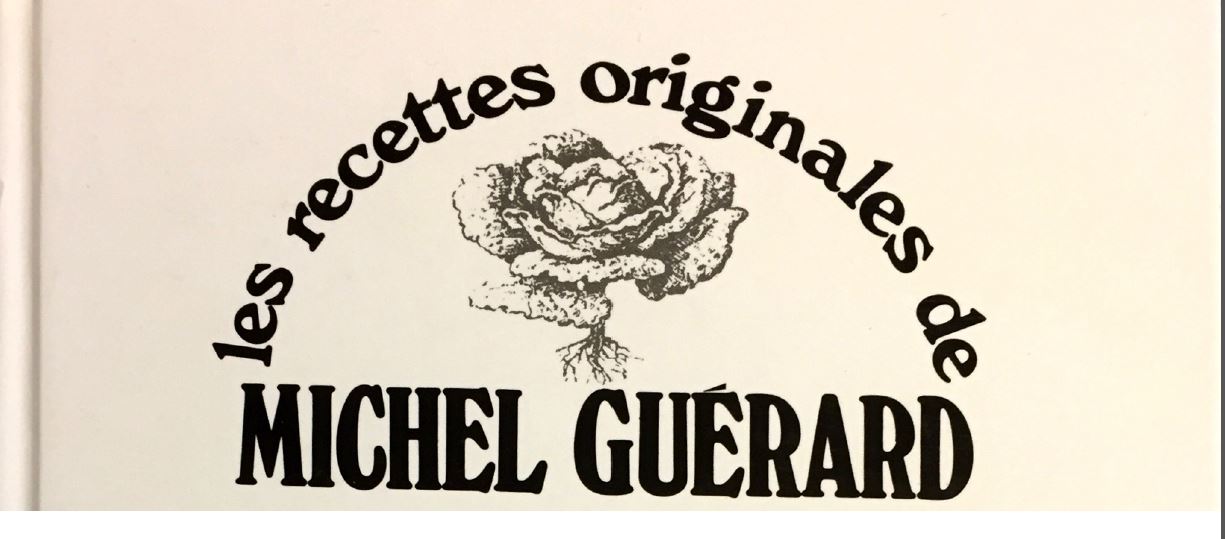 les recettes originales de
MICHEL GUÉRARD